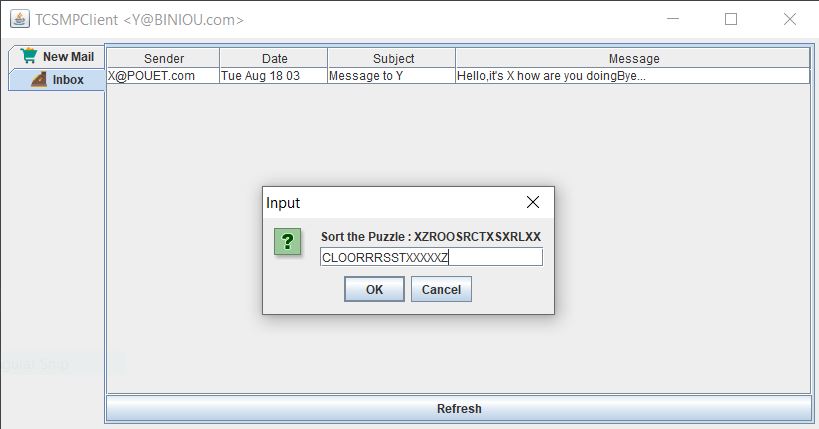 TCSMPClient <Y@BINIOU.com>
New Mail
Inbox
Sender Date Subject Message
X@POUET.com Tue Aug 18 03 Message to Y Hello,it's X how are you doingBye...
Input
Sort the Puzzle : XZROOSRCTXSXRLXX
CLOORRRSSTXXXXXZ
OK Cancel
Refresh